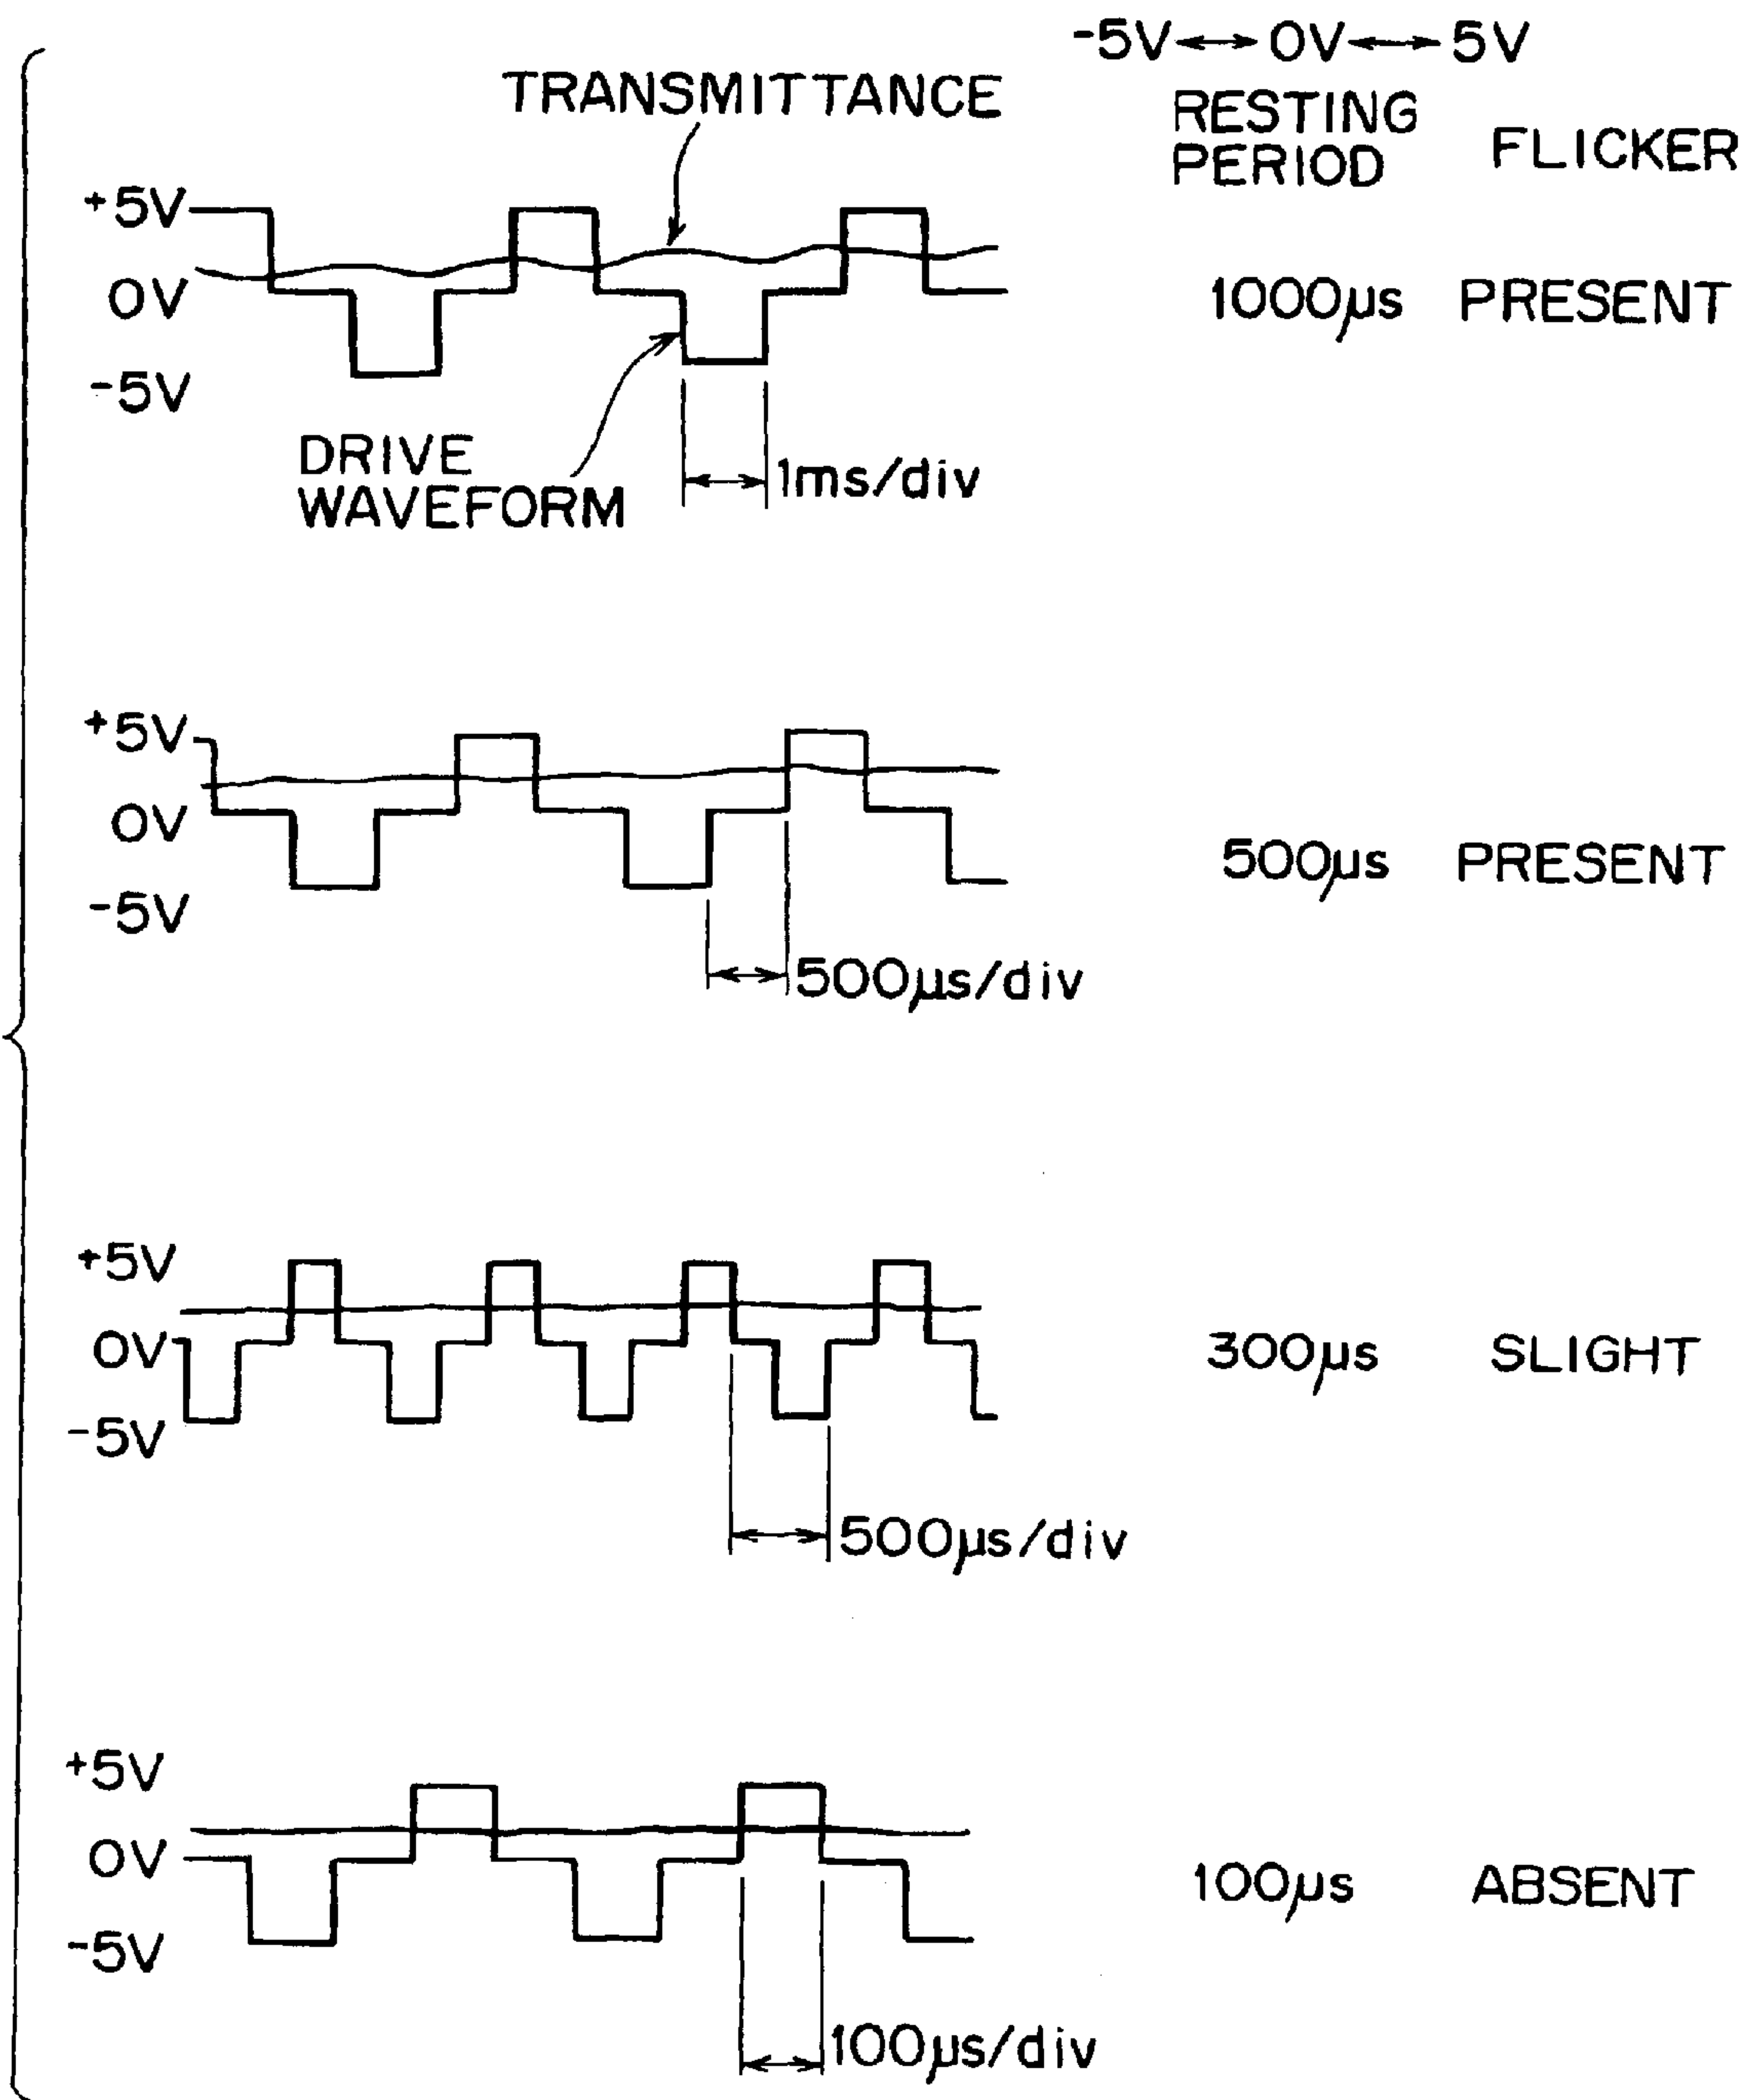 -5V↔0V↔5V
TRANSMITTANCE
RESTING
PERIOD
FLICKER
+5V
0V
-5V
1000µs PRESENT
DRIVE
WAVEFORM
1ms/div
+5V
0V
-5V
500µs PRESENT
500µs/div
+5V
0V
-5V
300µs SLIGHT
500µs/div
+5V
0V
-5V
100µs ABSENT
100µs/div